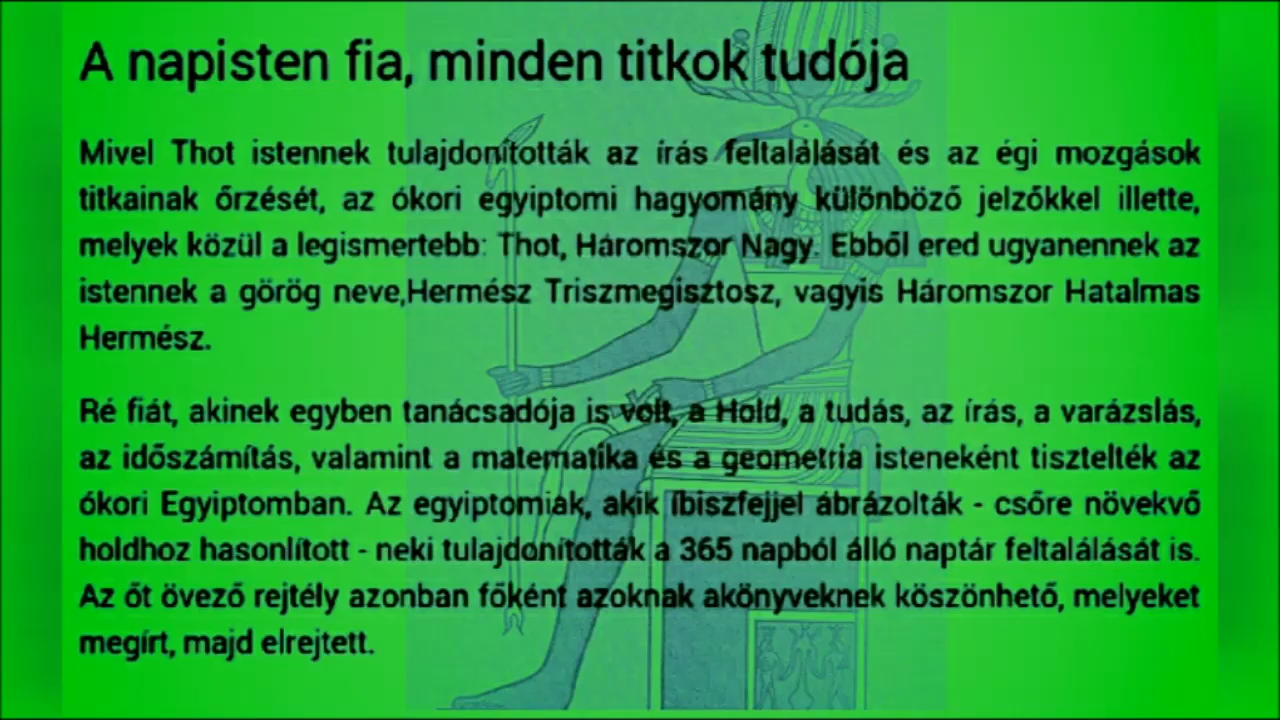 A napisten fia, minden titkok tudója
Mivel Thot istennek tulajdonították az írás feltalálását és az égi mozgások
titkainak őrzését, az ókori egyiptomi hagyomány különböző jelzőkkel illette,
melyek közül a legismertebb: Thot, Háromszor Nagy. Ebből ered ugyanennek az
istennek a görög neve,Hermész Triszmegisztosz, vagyis Háromszor Hatalmas
Hermész.
Ré fiát, akinek egyben tanácsadója is volt, a Hold, a tudás, az írás, a varázslás,
az időszámítás, valamint a matematika és a geometria isteneként tisztelték az
ókori Egyiptomban. Az egyiptomiak, akik íbiszfejjel ábrázolták - csőre növekvő
holdhoz hasonlított - neki tulajdonították a 365 napból álló naptár feltalálását is.
Az őt övező rejtély azonban főként azoknak akönyveknek köszönhető, melyeket
megírt, majd elrejtett.